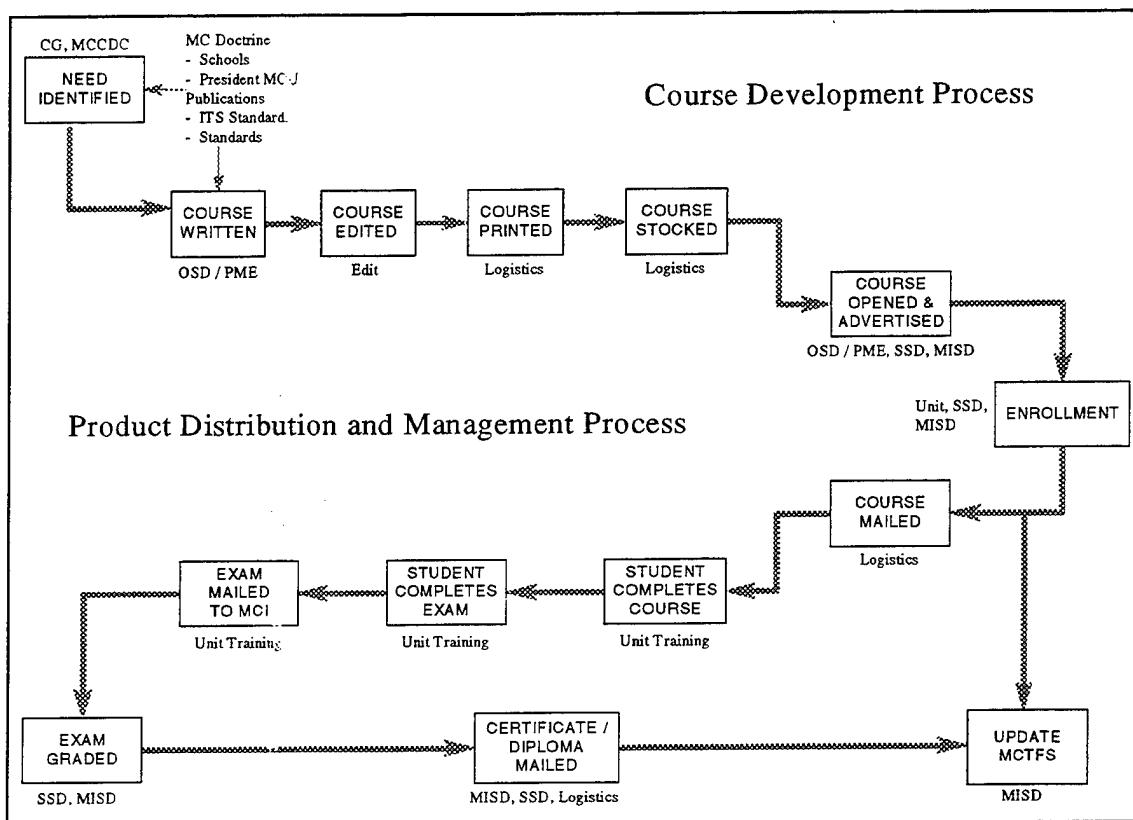 CG, MCCDC
NEED
IDENTIFIED
MC Doctrine
- Schools
- President
Publications
- ITS Standard.
- Standards
Course Development Process
COURSE
WRITTEN
OSD / PME
COURSE
EDITED
Edit
COURSE
PRINTED
Logistics
COURSE
STOCKED
Logistics
COURSE
OPENED &
ADVERTISED
OSD / PME, SSD, MISD
Unit, SSD,
MISD
ENROLLMENT
Product Distribution and Management Process
COURSE
MAILED
Logistics
STUDENT
COMPLETES
COURSE
Unit Training
STUDENT
COMPLETES
EXAM
Unit Training
EXAM
MAILED
TO MCI
Unit Training
EXAM
GRADED
SSD, MISD
CERTIFICATE /
DIPLOMA
MAILED
MISD, SSD, Logistics
UPDATE
MCTFS
MISD